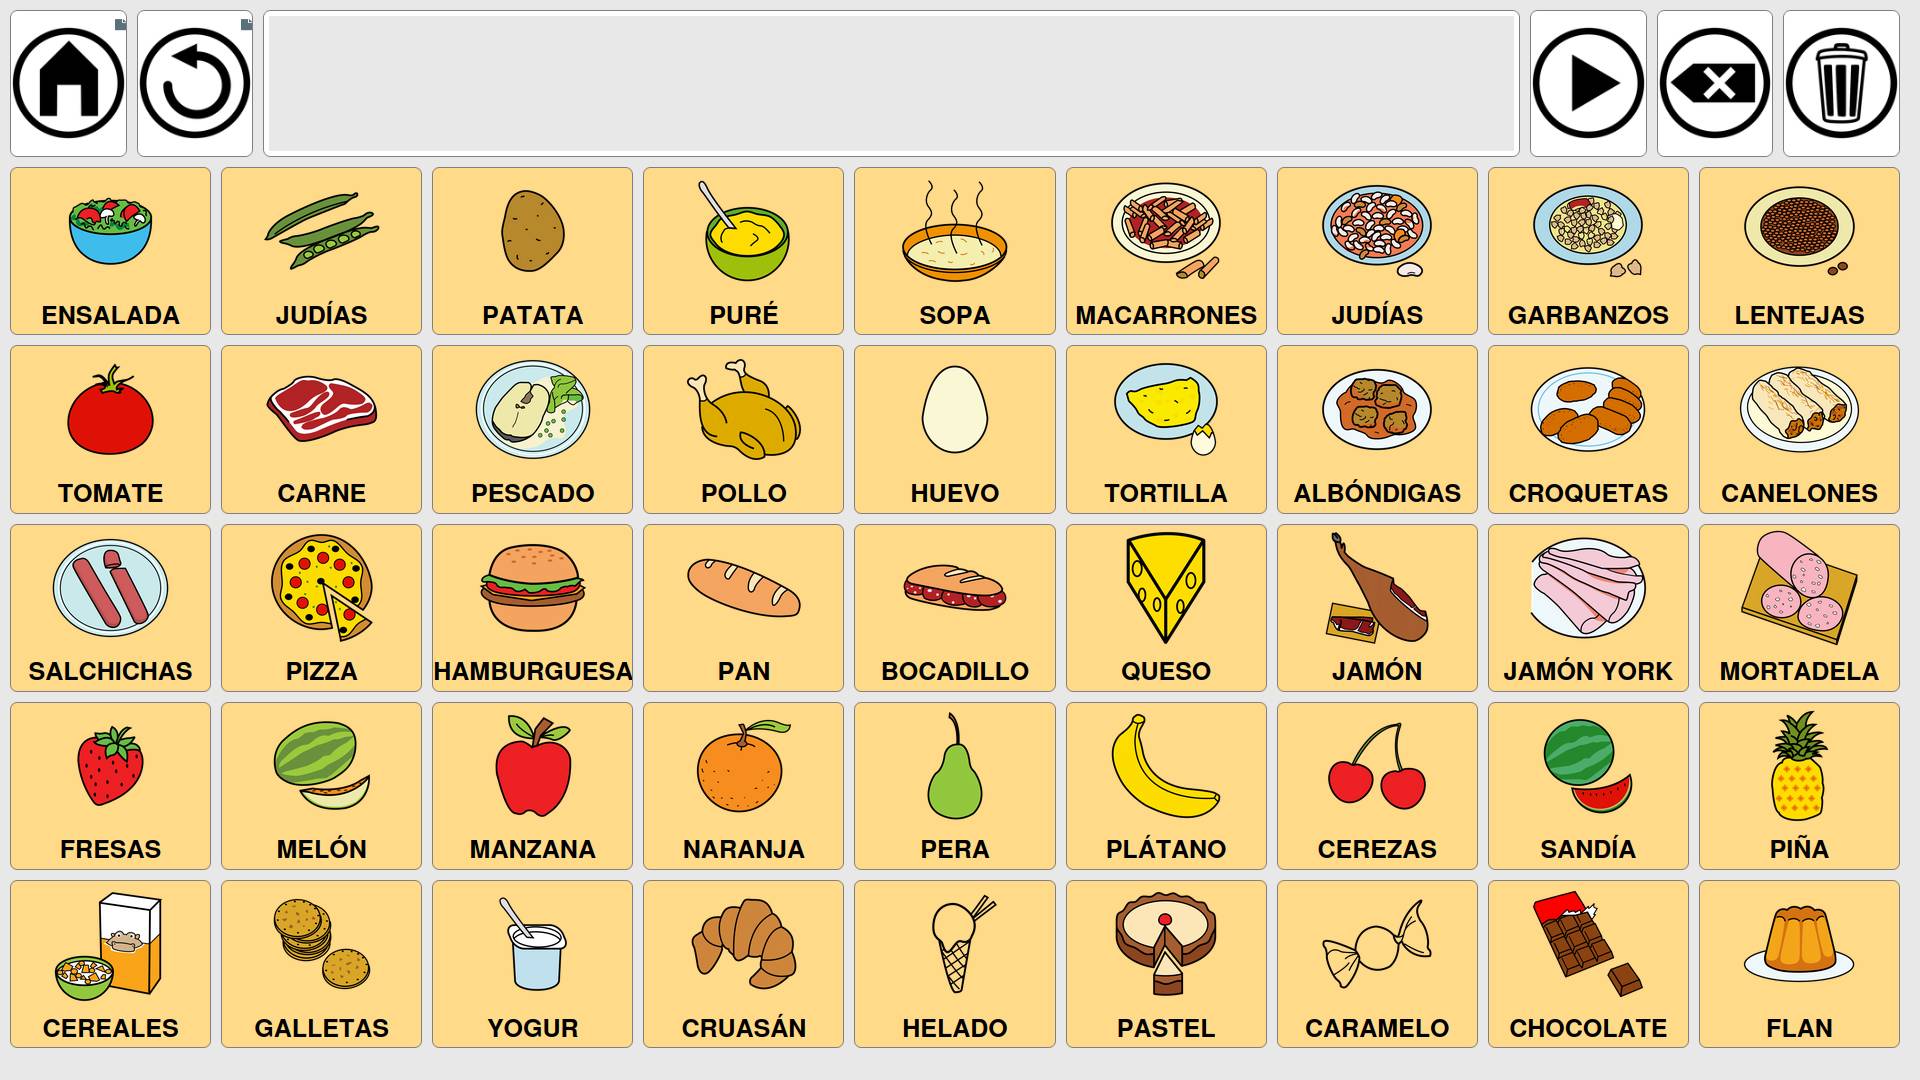 ENSALADA
JUDÍAS
PATATA
PURÉ
SOPA
MACARRONES
JUDÍAS
GARBANZOS
LENTEJAS
TOMATE
CARNE
PESCADO
POLLO
HUEVO
TORTILLA
ALBÓNDIGAS
CROQUETAS
CANELONES
SALCHICHAS
PIZZA
HAMBURGUESA
PAN
BOCADILLO
QUESO
JAMÓN
JAMÓN YORK
MORTADELA
FRESAS
MELÓN
MANZANA
NARANJA
PERA
PLÁTANO
CEREZAS
SANDÍA
PIÑA
CEREALES
GALLETAS
YOGUR
CRUASÁN
HELADO
PASTEL
CARAMELO
CHOCOLATE
FLAN